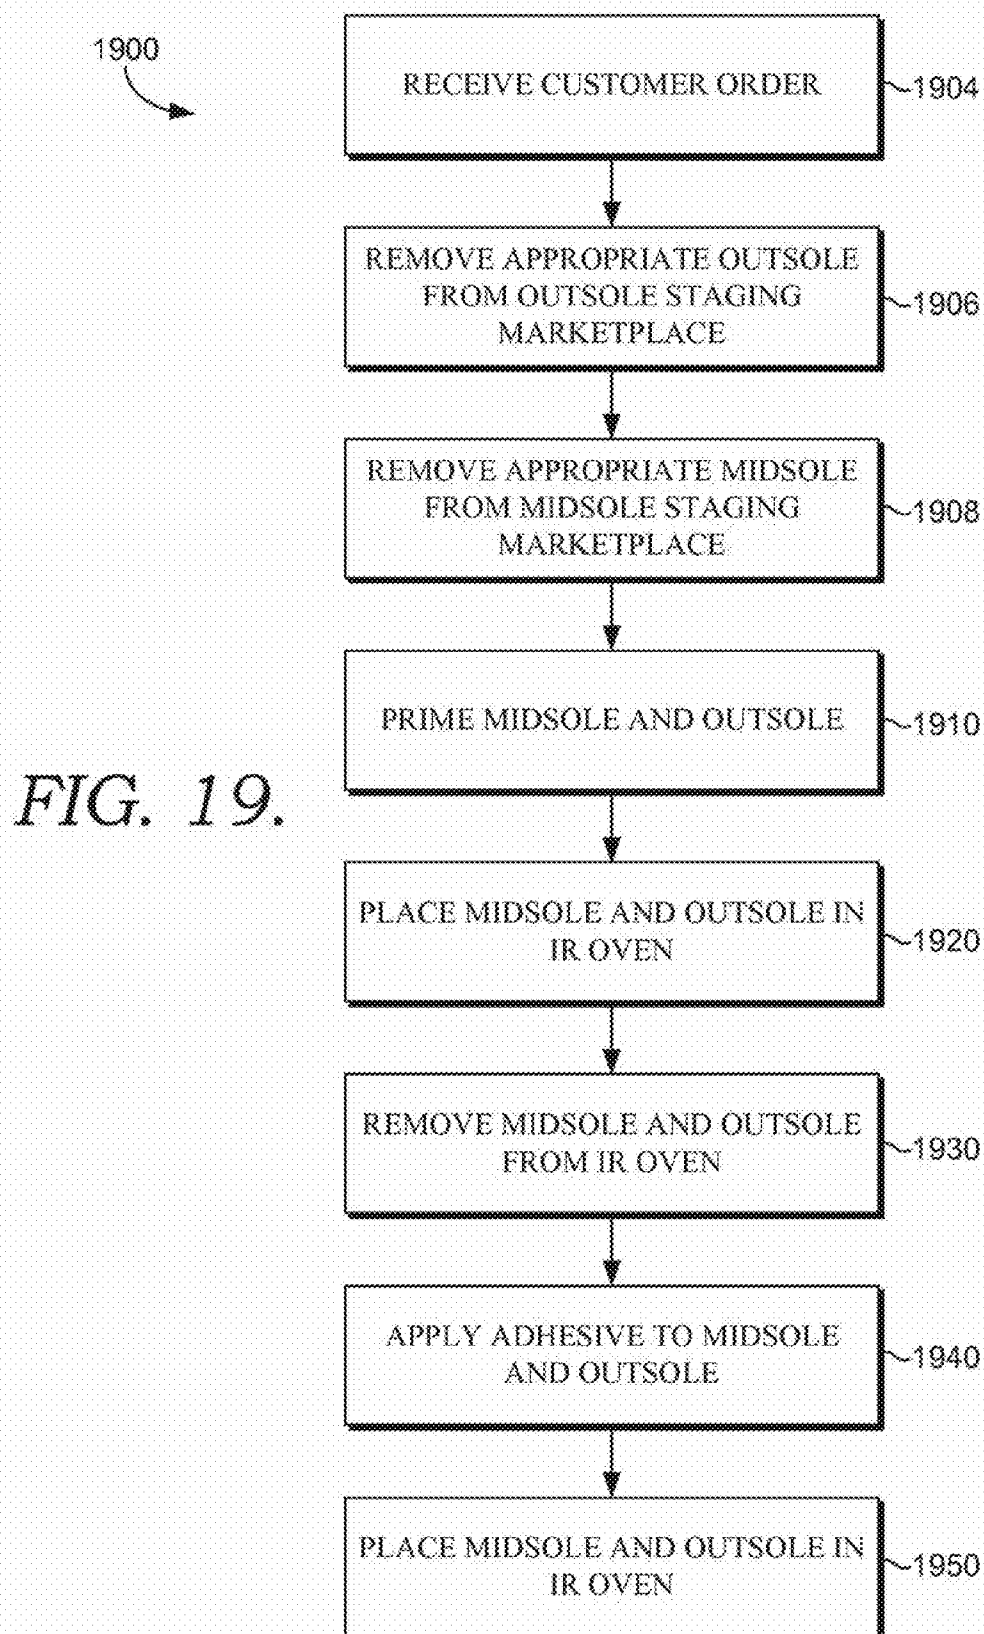 1900
RECEIVE CUSTOMER ORDER
1904
REMOVE APPROPRIATE OUTSOLE
FROM OUTSOLE STAGING
MARKETPLACE
1906
REMOVE APPROPRIATE MIDSOLE
FROM MIDSOLE STAGING
MARKETPLACE
1908
PRIME MIDSOLE AND OUTSOLE
1910
FIG. 19.
PLACE MIDSOLE AND OUTSOLE IN
IR OVEN
1920
REMOVE MIDSOLE AND OUTSOLE
FROM IR OVEN
1930
APPLY ADHESIVE TO MIDSOLE
AND OUTSOLE
1940
PLACE MIDSOLE AND OUTSOLE IN
IR OVEN
1950